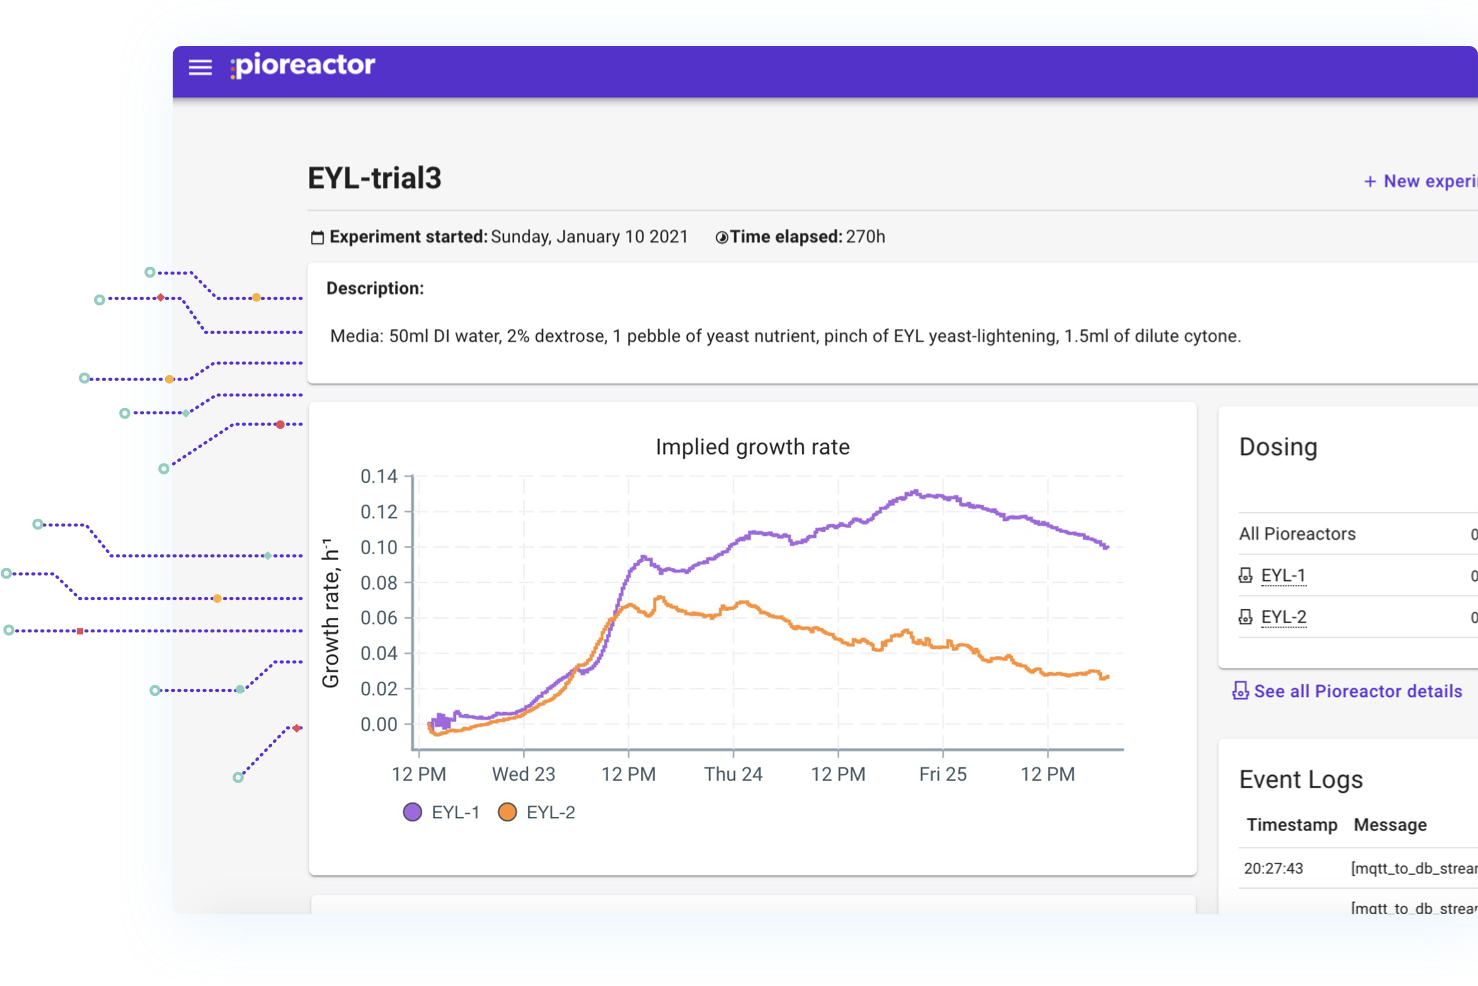 pioreactor
EYL-trial3
+ New experi
Experiment started: Sunday, January 10 2021 Time elapsed: 270h
Description:
Media: 50ml DI water, 2% dextrose, 1 pebble of yeast nutrient, pinch of EYL yeast-lightening, 1.5ml of dilute cytone.
Implied growth rate
Growth rate, h⁻¹
0.14
0.12
0.10
0.08
0.06
0.04
0.02
0.00
12 PM Wed 23 12 PM Thu 24 12 PM Fri 25 12 PM
EYL-1 EYL-2
Dosing
All Pioreactors 0
EYL-1 0
EYL-2 0
See all Pioreactor details
Event Logs
Timestamp Message
20:27:43 [mqtt_to_db_strear
[mqtt_to_db_strear